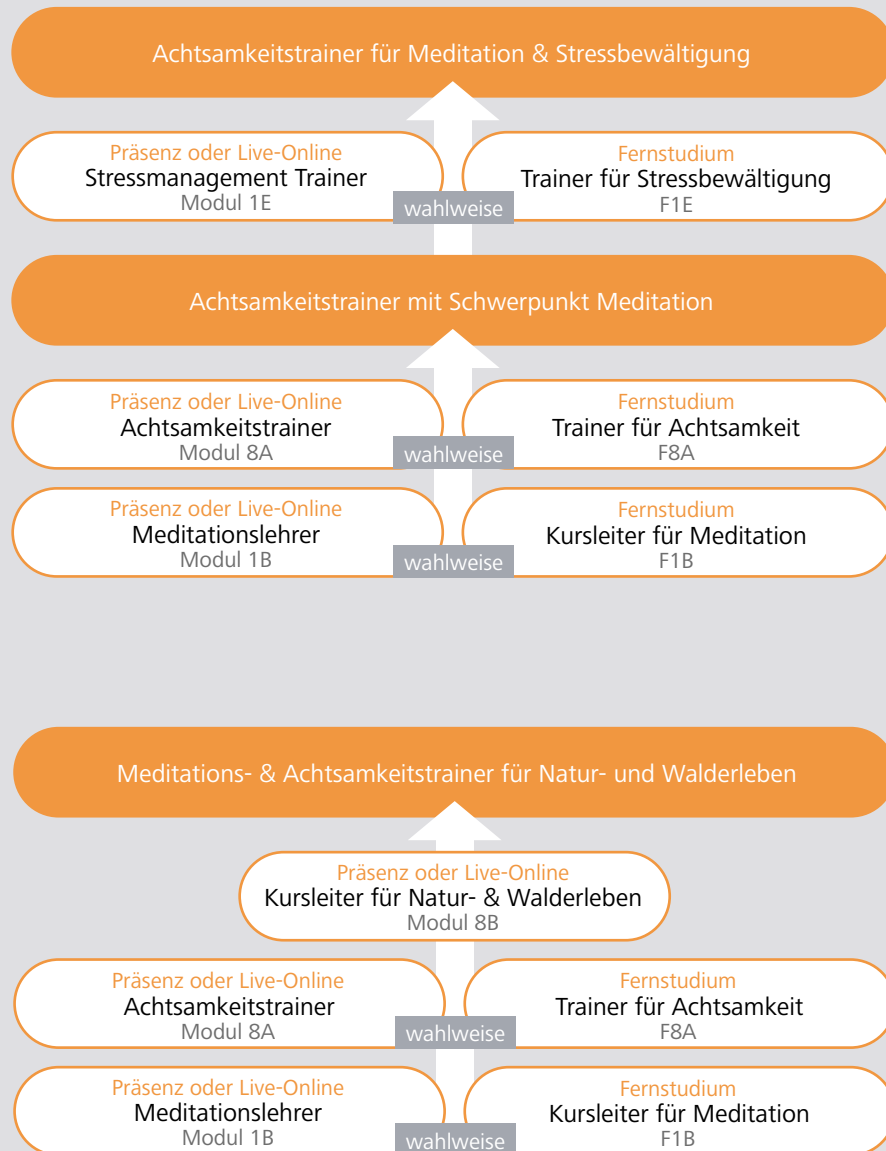 Achtsamkeitstrainer für Meditation & Stressbewältigung
Präsenz oder Live-Online
Stressmanagement Trainer
Modul 1E
wahlweise
Fernstudium
Trainer für Stressbewältigung
F1E
Achtsamkeitstrainer mit Schwerpunkt Meditation
Präsenz oder Live-Online
Achtsamkeitstrainer
Modul 8A
wahlweise
Fernstudium
Trainer für Achtsamkeit
F8A
Präsenz oder Live-Online
Meditationslehrer
Modul 1B
wahlweise
Fernstudium
Kursleiter für Meditation
F1B
Meditations- & Achtsamkeitstrainer für Natur- und Walderleben
Präsenz oder Live-Online
Kursleiter für Natur- & Walderleben
Modul 8B
Präsenz oder Live-Online
Achtsamkeitstrainer
Modul 8A
wahlweise
Fernstudium
Trainer für Achtsamkeit
F8A
Präsenz oder Live-Online
Meditationslehrer
Modul 1B
wahlweise
Fernstudium
Kursleiter für Meditation
F1B